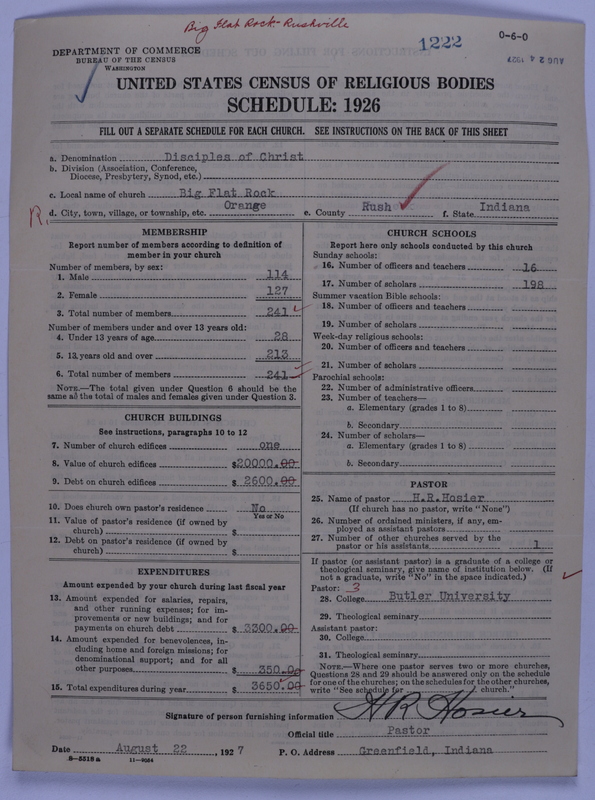 Big Flat Rock-Rushville
1222
0-6-0
AUG 24 1927
DEPARTMENT OF COMMERCE
BUREAU OF THE CENSUS
WASHINGTON
UNITED STATES CENSUS OF RELIGIOUS BODIES
SCHEDULE: 1926
FILL OUT A SEPARATE SCHEDULE FOR EACH CHURCH. SEE INSTRUCTIONS ON THE BACK OF THIS SHEET
a. Denomination Disciples of Christ
b. Division (Association, Conference,
Diocese, Presbytery, Synod, etc.)
c. Local name of church Big Flat Rock
R. d. City, town, village, or township, etc. Orange e. County Rush f. State Indiana
MEMBERSHIP
Report number of members according to definition of
member in your church
Number of members, by sex:
1. Male 114
2. Female 127
3. Total number of members 241
Number of members under and over 13 years old:
4. Under 13 years of age 28
5. 13 years old and over 213
6. Total number of members 241
NOTE.—The total given under Question 6 should be the
same as the total of males and females given under Question 3.
CHURCH BUILDINGS
See instructions, paragraphs 10 to 12
7. Number of church edifices one
8. Value of church edifices $20000.00
9. Debt on church edifices $ 2600.00
10. Does church own pastor's residence No
Yes or No
11. Value of pastor's residence (if owned by
church) $
12. Debt on pastor's residence (if owned by
church) $
EXPENDITURES
Amount expended by your church during last fiscal year
13. Amount expended for salaries, repairs,
and other running expenses; for im-
provements or new buildings; and for
payments on church debt $ 3300.00
14. Amount expended for benevolences, in-
cluding home and foreign missions; for
denominational support; and for all
other purposes $ 350.00
15. Total expenditures during year $ 3650.00
CHURCH SCHOOLS
Report here only schools conducted by this church
Sunday schools:
16. Number of officers and teachers 16
17. Number of scholars 198
Summer vacation Bible schools:
18. Number of officers and teachers
19. Number of scholars
Week-day religious schools:
20. Number of officers and teachers
21. Number of scholars
Parochial schools:
22. Number of administrative officers
23. Number of teachers—
a. Elementary (grades 1 to 8)
b. Secondary
24. Number of scholars—
a. Elementary (grades 1 to 8)
b. Secondary
PASTOR
25. Name of pastor H.R.Hosier
(If church has no pastor, write "None")
26. Number of ordained ministers, if any, em-
ployed as assistant pastors
27. Number of other churches served by the
pastor or his assistants 1
If pastor (or assistant pastor) is a graduate of a college or
theological seminary, give name of institution below. (If
not a graduate, write "No" in the space indicated.)
Pastor: 3
28. College Butler University
29. Theological seminary
Assistant pastor:
30. College
31. Theological seminary
NOTE.—Where one pastor serves two or more churches,
Questions 28 and 29 should be answered only on the schedule
for one of the churches; on the schedules for the other churches,
write "See schedule for church."
Signature of person furnishing information H R Hosier
Official title Pastor
Date August 22, 1927 P. O. Address Greenfield, Indiana
8-5518a 11-9054